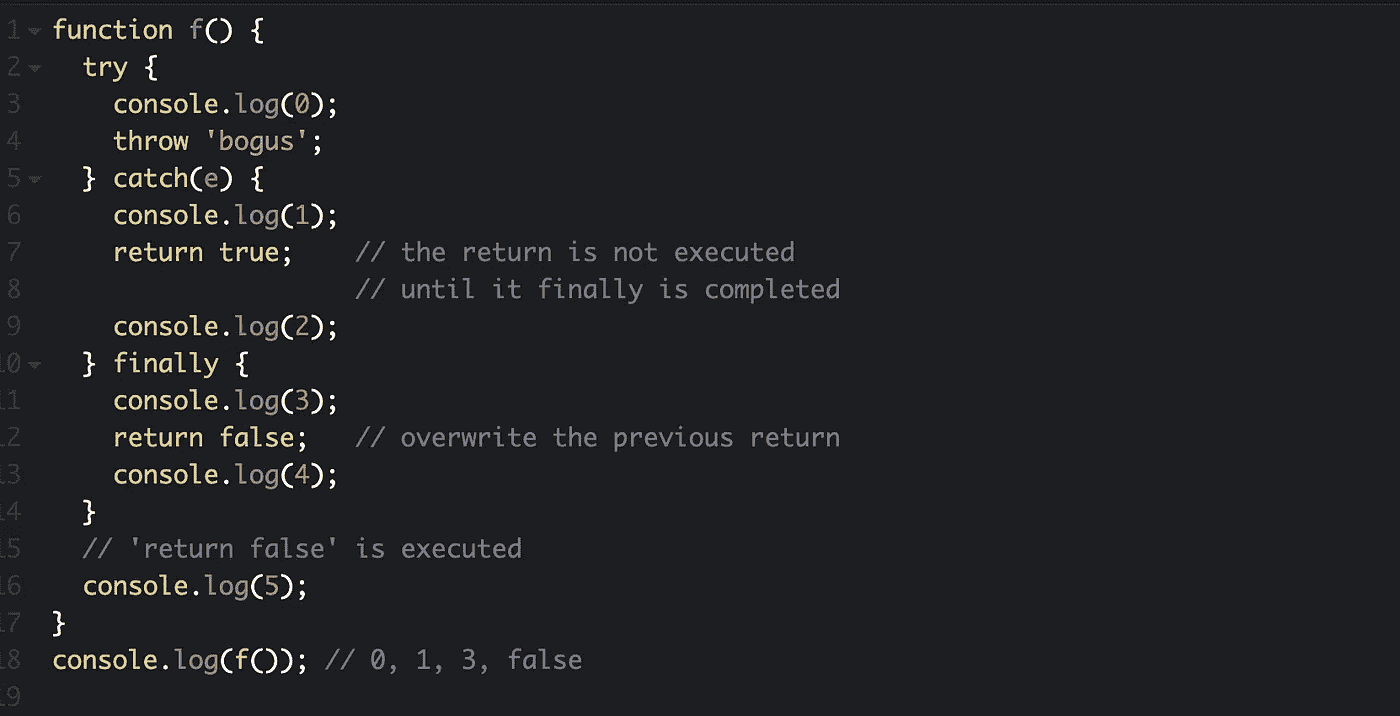 1 function f() {
2 try {
3 console.log(0);
4 throw 'bogus';
5 } catch(e) {
6 console.log(1);
7 return true; // the return is not executed
8 // until it finally is completed
9 console.log(2);
10 } finally {
11 console.log(3);
12 return false; // overwrite the previous return
13 console.log(4);
14 }
15 // 'return false' is executed
16 console.log(5);
17 }
18 console.log(f()); // 0, 1, 3, false
19